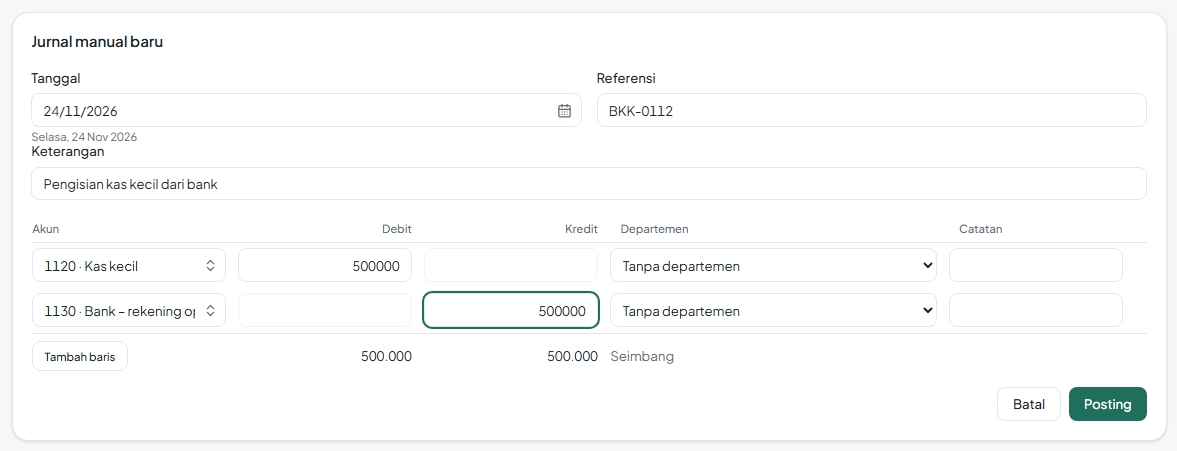 Jurnal manual baru
Tanggal Referensi
24/11/2026 BKK-0112
Selasa, 24 Nov 2026
Keterangan
Pengisian kas kecil dari bank
Akun Debit Kredit Departemen Catatan
1120 · Kas kecil 500000 Tanpa departemen
1130 · Bank – rekening op 500000 Tanpa departemen
Tambah baris 500.000 500.000 Seimbang
Batal Posting